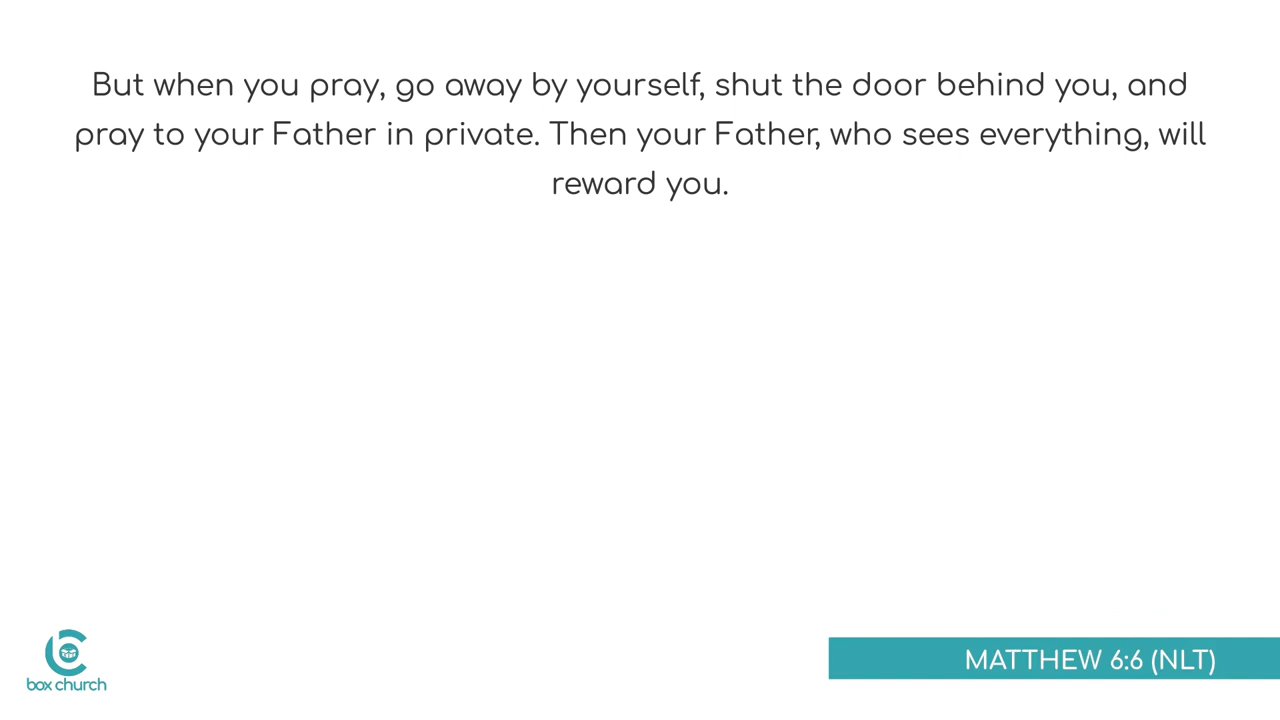 But when you pray, go away by yourself, shut the door behind you, and
pray to your Father in private. Then your Father, who sees everything, will
reward you.
box church
MATTHEW 6:6 (NLT)